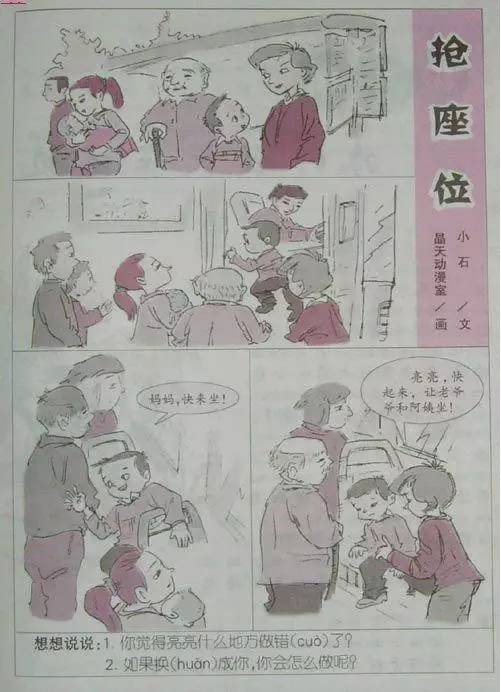 抢座位
小石／文
晶天动漫室／画
妈妈,快来坐!
亮亮,快
起来,让老爷
爷和阿姨坐!
想想说说:1. 你觉得亮亮什么地方做错(cuò)了?
2. 如果换(huàn)成你,你会怎么做呢?